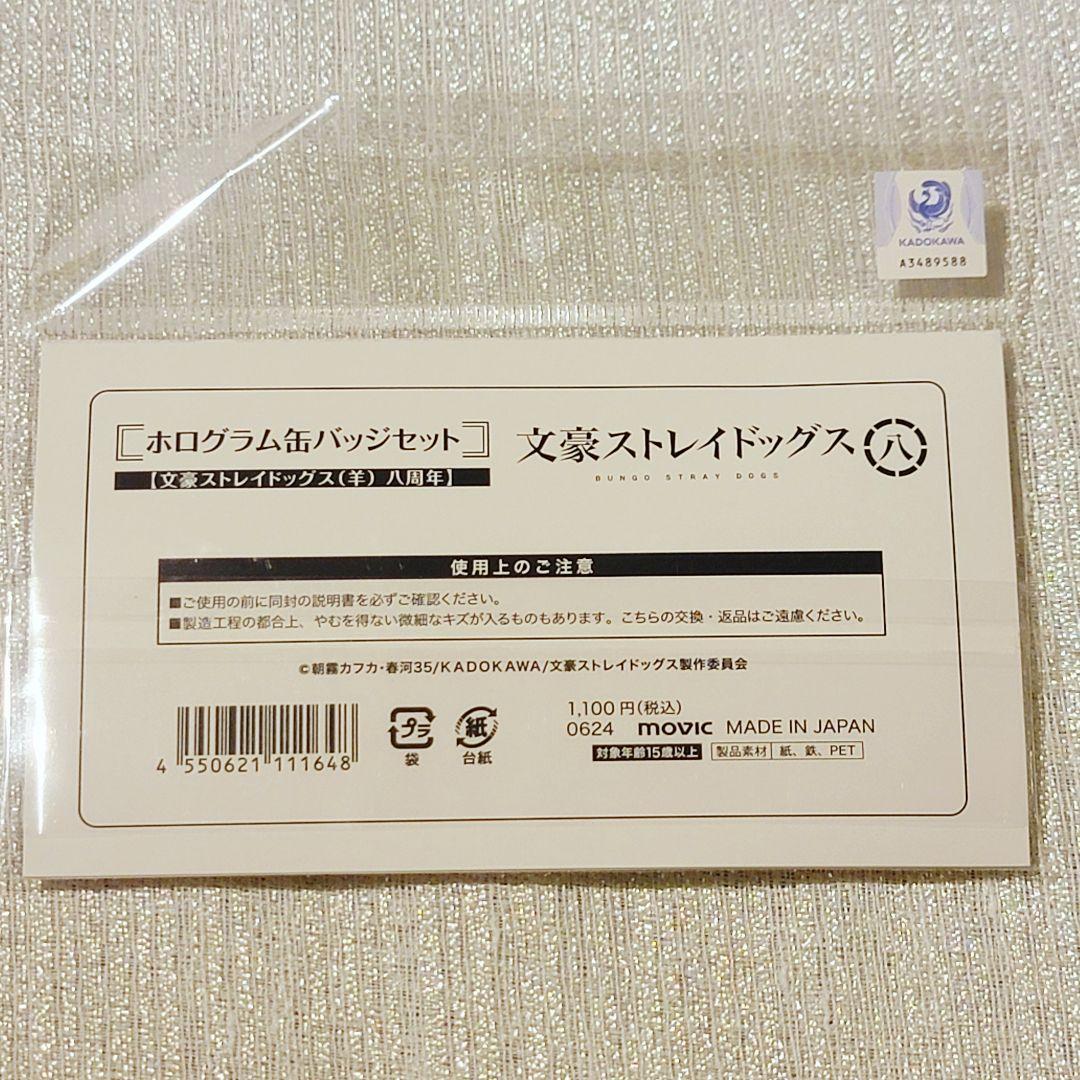 KADOKAWA
A3489588
ホログラム缶バッジセット
【文豪ストレイドッグス(羊) 八周年】
文豪ストレイドッグス 八
BUNGO STRAY DOGS
使用上のご注意
■ご使用の前に同封の説明書を必ずご確認ください。
■製造工程の都合上、やむを得ない微細なキズが入るものもあります。こちらの交換・返品はご遠慮ください。
©朝霧カフカ・春河35/KADOKAWA/文豪ストレイドッグス製作委員会
4 550621 111648
プラ
袋
紙
台紙
1,100円(税込)
0624 movic MADE IN JAPAN
対象年齢15歳以上 製品素材 紙、鉄、PET